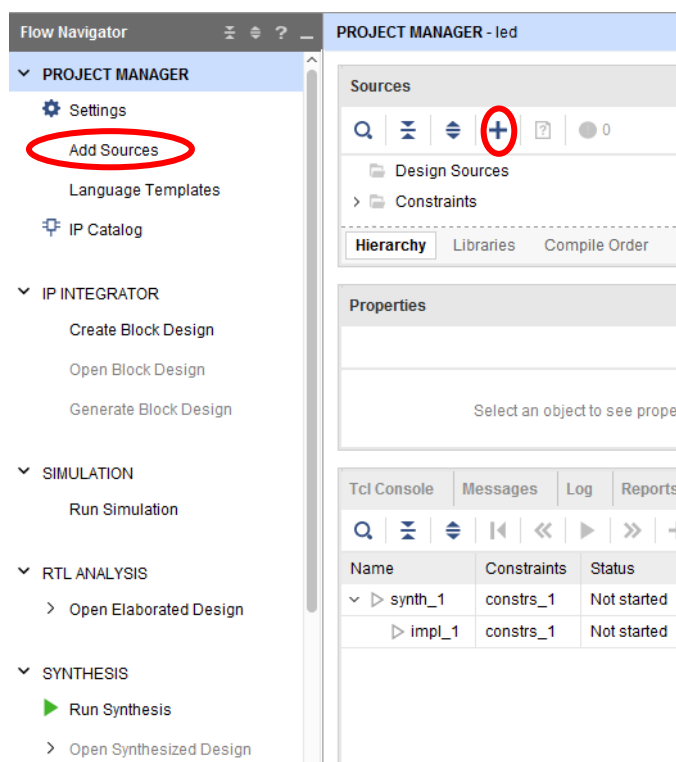 Flow Navigator ?
PROJECT MANAGER
Settings
Add Sources
Language Templates
IP Catalog
IP INTEGRATOR
Create Block Design
Open Block Design
Generate Block Design
SIMULATION
Run Simulation
RTL ANALYSIS
Open Elaborated Design
SYNTHESIS
Run Synthesis
Open Synthesized Design
PROJECT MANAGER - led
Sources
? 0
Design Sources
Constraints
Hierarchy Libraries Compile Order
Properties
Select an object to see prope
Tcl Console Messages Log Reports
Name Constraints Status
synth_1 constrs_1 Not started
impl_1 constrs_1 Not started